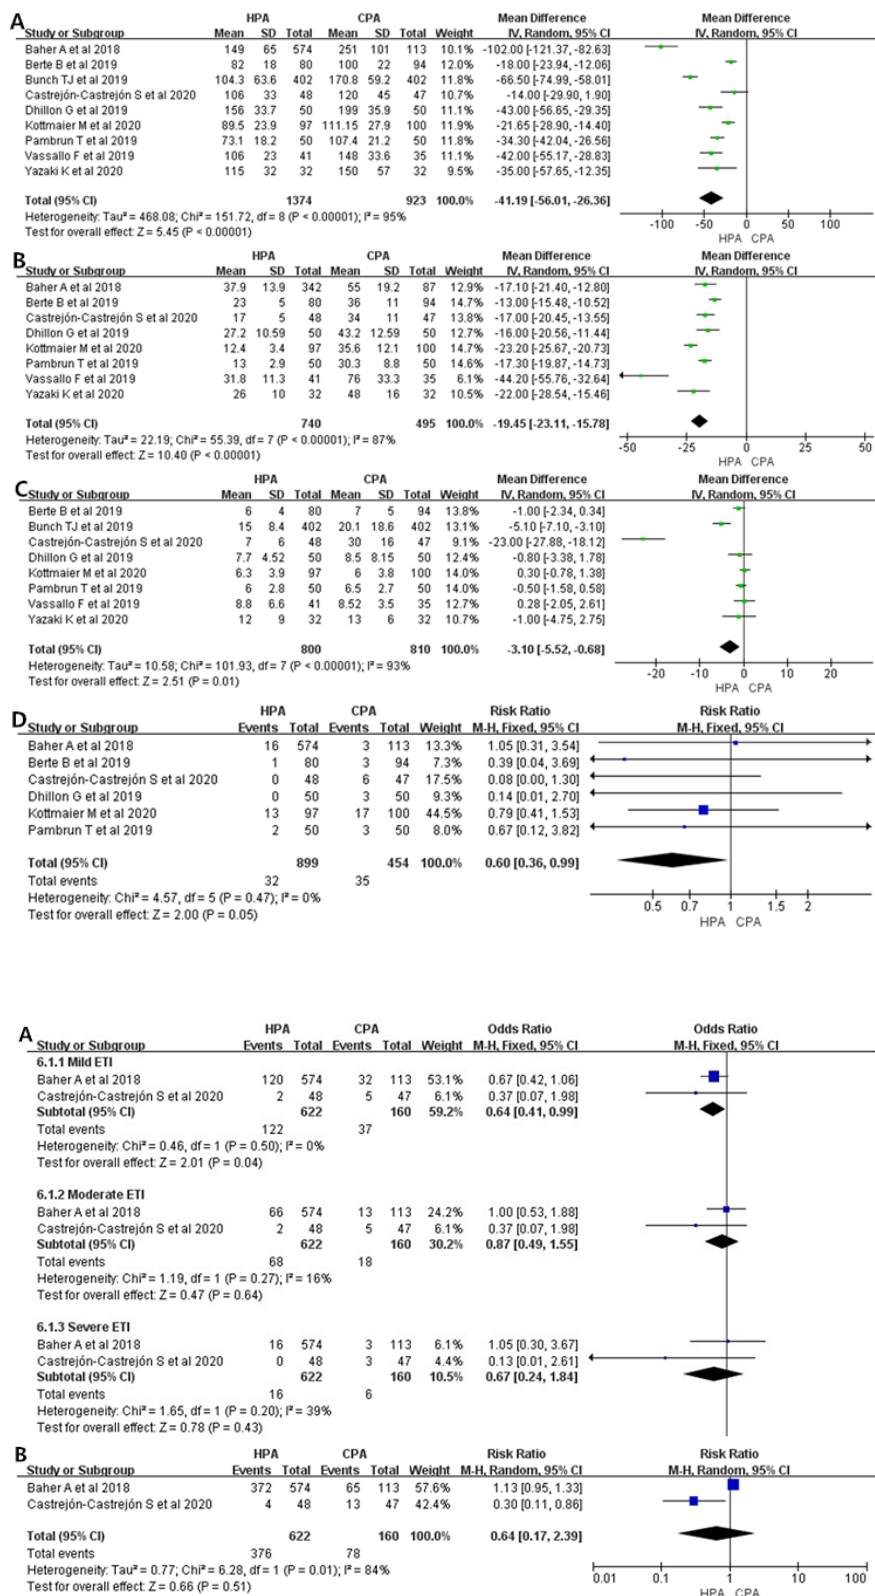 A HPA CPA Mean Difference Mean Difference
Study or Subgroup Mean SD Total Mean SD Total Weight IV, Random, 95% CI IV, Random, 95% CI
Baher A et al 2018 149 65 574 251 101 113 10.1% -102.00 [-121.37, -82.63]
Berte B et al 2019 82 18 80 100 22 94 12.0% -18.00 [-23.94, -12.06]
Bunch TJ et al 2019 104.3 63.6 402 170.8 59.2 402 11.8% -66.50 [-74.99, -58.01]
Castrejón-Castrejón S et al 2020 106 33 48 120 45 47 10.8% -14.00 [-29.90, 1.90]
Dhillon G et al 2019 156 33.7 50 199 35.9 50 11.1% -43.00 [-56.65, -29.35]
Kottmaier M et al 2020 89.5 23.9 97 111.15 27.9 100 11.9% -21.65 [-28.90, -14.40]
Pambrun T et al 2019 73.1 18.2 50 107.4 21.2 50 11.9% -34.30 [-42.04, -26.56]
Vassallo F et al 2019 106 23 41 148 33.6 35 11.1% -42.00 [-55.17, -28.83]
Yazaki K et al 2020 115 32 32 150 57 32 9.5% -35.00 [-57.65, -12.35]
Total (95% CI) 1374 923 100.0% -41.19 [-56.01, -26.36]
Heterogeneity: Tau² = 468.08; Chi² = 151.72, df = 8 (P < 0.00001); I² = 95%
Test for overall effect: Z = 5.45 (P < 0.00001)
-100 -50 0 50 100
HPA CPA
B HPA CPA Mean Difference Mean Difference
Study or Subgroup Mean SD Total Mean SD Total Weight IV, Random, 95% CI IV, Random, 95% CI
Baher A et al 2018 37.9 13.9 342 55 19.2 87 12.9% -17.10 [-21.40, -12.80]
Berte B et al 2019 23 5 80 36 11 94 14.7% -13.00 [-15.48, -10.52]
Castrejón-Castrejón S et al 2020 17 5 48 34 11 47 13.8% -17.00 [-20.45, -13.55]
Dhillon G et al 2019 27.2 10.59 50 43.2 12.59 50 12.7% -16.00 [-20.56, -11.44]
Kottmaier M et al 2020 12.4 3.4 97 35.6 12.1 100 14.7% -23.20 [-25.67, -20.73]
Pambrun T et al 2019 13 2.9 50 30.3 8.8 50 14.6% -17.30 [-19.87, -14.73]
Vassallo F et al 2019 31.8 11.3 41 76 33.3 35 6.1% -44.20 [-55.76, -32.64]
Yazaki K et al 2020 26 10 32 48 16 32 10.5% -22.00 [-28.54, -15.46]
Total (95% CI) 740 495 100.0% -19.45 [-23.11, -15.78]
Heterogeneity: Tau² = 22.19; Chi² = 55.39, df = 7 (P < 0.00001); I² = 87%
Test for overall effect: Z = 10.40 (P < 0.00001)
-50 -25 0 25 50
HPA CPA
C HPA CPA Mean Difference Mean Difference
Study or Subgroup Mean SD Total Mean SD Total Weight IV, Random, 95% CI IV, Random, 95% CI
Berte B et al 2019 6 4 80 7 5 94 13.8% -1.00 [-2.34, 0.34]
Bunch TJ et al 2019 15 8.4 402 20.1 18.6 402 13.1% -5.10 [-7.10, -3.10]
Castrejón-Castrejón S et al 2020 7 6 48 30 16 47 9.1% -23.00 [-27.88, -18.12]
Dhillon G et al 2019 7.7 4.52 50 8.5 8.15 50 12.4% -0.80 [-3.38, 1.78]
Kottmaier M et al 2020 6.3 3.9 97 6 3.8 100 14.0% 0.30 [-0.78, 1.38]
Pambrun T et al 2019 6 2.8 50 6.5 2.7 50 14.0% -0.50 [-1.58, 0.58]
Vassallo F et al 2019 8.8 6.6 41 8.52 3.5 35 12.7% 0.28 [-2.05, 2.61]
Yazaki K et al 2020 12 9 32 13 6 32 10.7% -1.00 [-4.75, 2.75]
Total (95% CI) 800 810 100.0% -3.10 [-5.52, -0.68]
Heterogeneity: Tau² = 10.58; Chi² = 101.93, df = 7 (P < 0.00001); I² = 93%
Test for overall effect: Z = 2.51 (P = 0.01)
-20 -10 0 10 20
HPA CPA
D HPA CPA Risk Ratio Risk Ratio
Study or Subgroup Events Total Events Total Weight M-H, Fixed, 95% CI M-H, Fixed, 95% CI
Baher A et al 2018 16 574 3 113 13.3% 1.05 [0.31, 3.54]
Berte B et al 2019 1 80 3 94 7.3% 0.39 [0.04, 3.69]
Castrejón-Castrejón S et al 2020 0 48 6 47 17.5% 0.08 [0.00, 1.30]
Dhillon G et al 2019 0 50 3 50 9.3% 0.14 [0.01, 2.70]
Kottmaier M et al 2020 13 97 17 100 44.5% 0.79 [0.41, 1.53]
Pambrun T et al 2019 2 50 3 50 8.0% 0.67 [0.12, 3.82]
Total (95% CI) 899 454 100.0% 0.60 [0.36, 0.99]
Total events 32 35
Heterogeneity: Chi² = 4.57, df = 5 (P = 0.47); I² = 0%
Test for overall effect: Z = 2.00 (P = 0.05)
0.5 0.7 1 1.5 2
HPA CPA
A HPA CPA Odds Ratio Odds Ratio
Study or Subgroup Events Total Events Total Weight M-H, Fixed, 95% CI M-H, Fixed, 95% CI
6.1.1 Mild ETI
Baher A et al 2018 120 574 32 113 53.1% 0.67 [0.42, 1.06]
Castrejón-Castrejón S et al 2020 2 48 5 47 6.1% 0.37 [0.07, 1.98]
Subtotal (95% CI) 622 160 59.2% 0.64 [0.41, 0.99]
Total events 122 37
Heterogeneity: Chi² = 0.46, df = 1 (P = 0.50); I² = 0%
Test for overall effect: Z = 2.01 (P = 0.04)
6.1.2 Moderate ETI
Baher A et al 2018 66 574 13 113 24.2% 1.00 [0.53, 1.88]
Castrejón-Castrejón S et al 2020 2 48 5 47 6.1% 0.37 [0.07, 1.98]
Subtotal (95% CI) 622 160 30.2% 0.87 [0.49, 1.55]
Total events 68 18
Heterogeneity: Chi² = 1.19, df = 1 (P = 0.27); I² = 16%
Test for overall effect: Z = 0.47 (P = 0.64)
6.1.3 Severe ETI
Baher A et al 2018 16 574 3 113 6.1% 1.05 [0.30, 3.67]
Castrejón-Castrejón S et al 2020 0 48 3 47 4.4% 0.13 [0.01, 2.61]
Subtotal (95% CI) 622 160 10.5% 0.67 [0.24, 1.84]
Total events 16 6
Heterogeneity: Chi² = 1.65, df = 1 (P = 0.20); I² = 39%
Test for overall effect: Z = 0.78 (P = 0.43)
B HPA CPA Risk Ratio Risk Ratio
Study or Subgroup Events Total Events Total Weight M-H, Random, 95% CI M-H, Random, 95% CI
Baher A et al 2018 372 574 65 113 57.6% 1.13 [0.95, 1.33]
Castrejón-Castrejón S et al 2020 4 48 13 47 42.4% 0.30 [0.11, 0.86]
Total (95% CI) 622 160 100.0% 0.64 [0.17, 2.39]
Total events 376 78
Heterogeneity: Tau² = 0.77; Chi² = 6.28, df = 1 (P = 0.01); I² = 84%
Test for overall effect: Z = 0.66 (P = 0.51)
0.01 0.1 1 10 100
HPA CPA